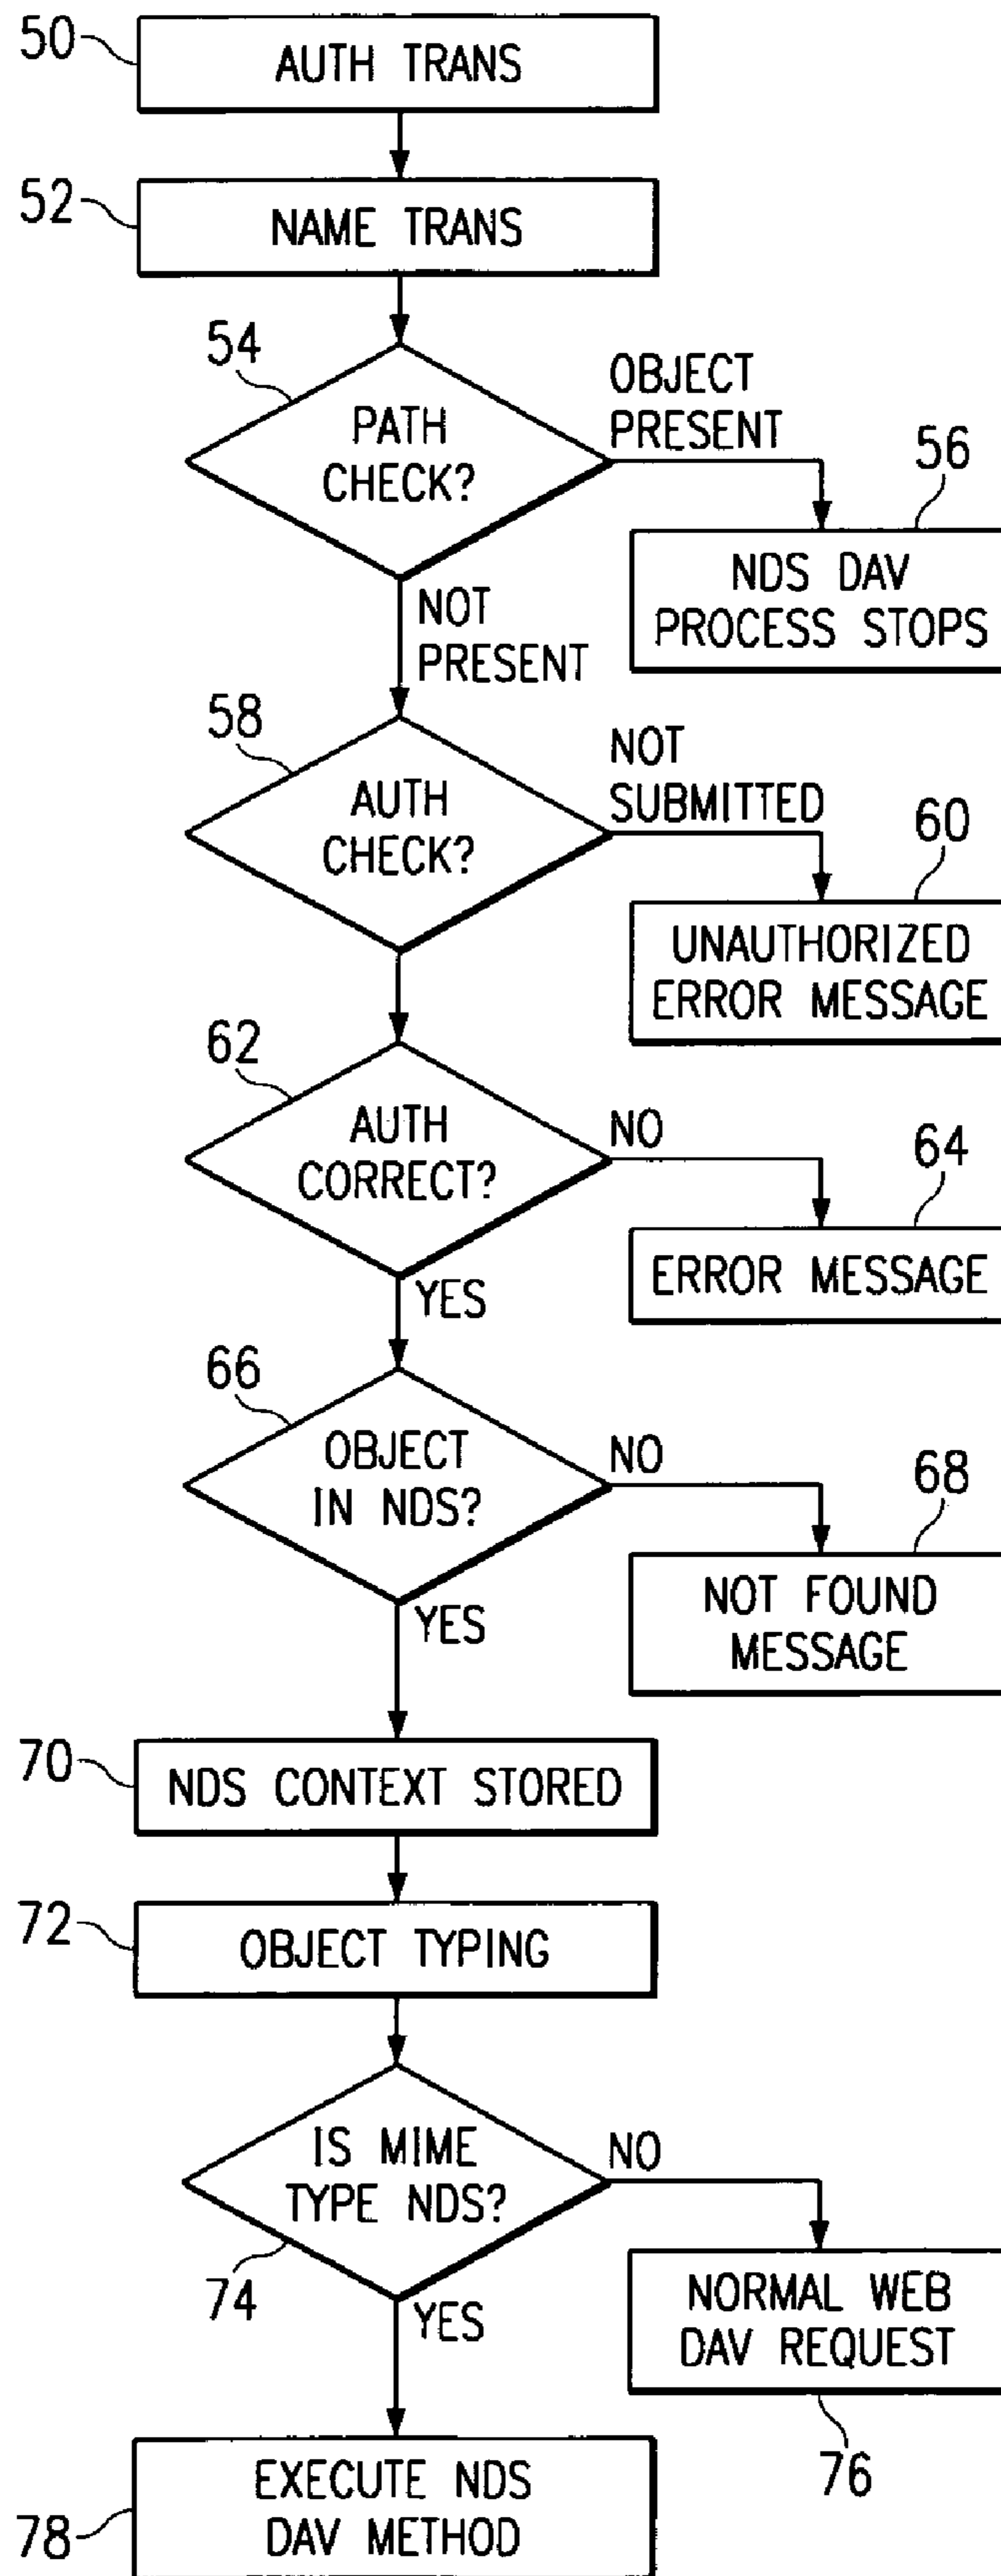 50
AUTH TRANS
52
NAME TRANS
54
PATH
CHECK?
OBJECT
PRESENT
56
NDS DAV
PROCESS STOPS
NOT
PRESENT
58
AUTH
CHECK?
NOT
SUBMITTED
60
UNAUTHORIZED
ERROR MESSAGE
62
AUTH
CORRECT?
NO
64
ERROR MESSAGE
YES
66
OBJECT
IN NDS?
NO
68
NOT FOUND
MESSAGE
YES
70
NDS CONTEXT STORED
72
OBJECT TYPING
IS MIME
TYPE NDS?
NO
74
YES
NORMAL WEB
DAV REQUEST
76
78
EXECUTE NDS
DAV METHOD